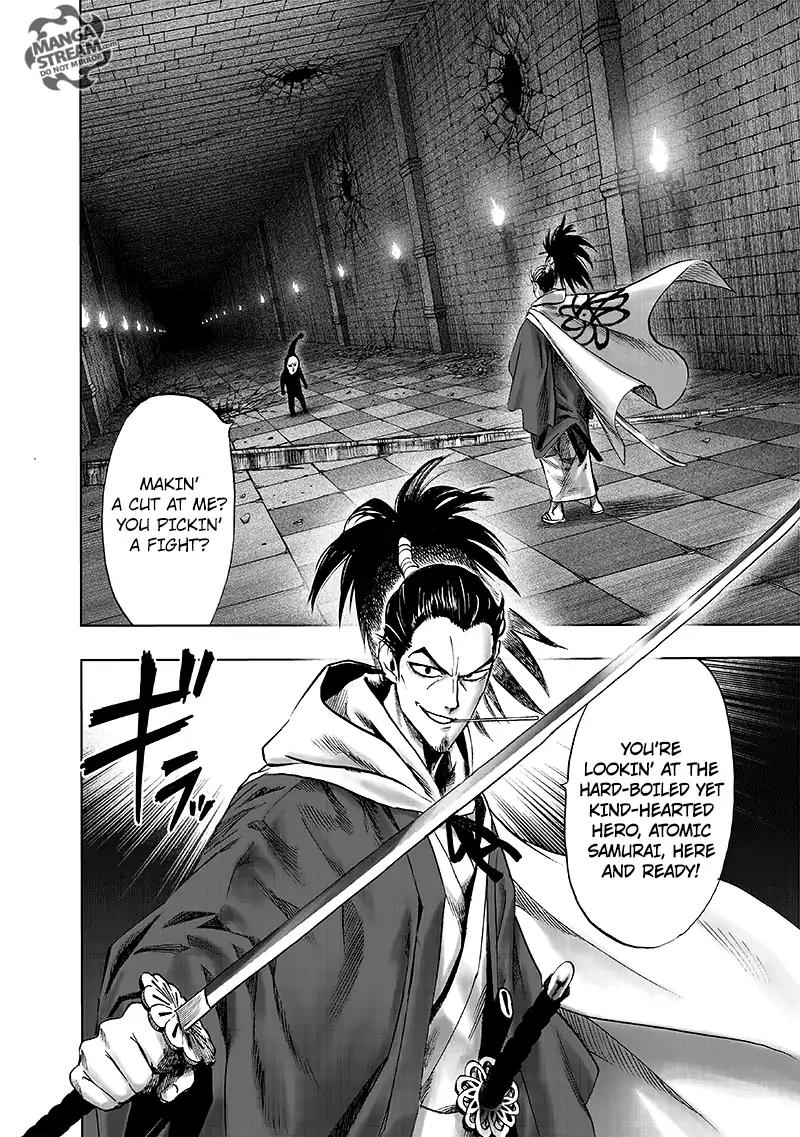 MANGA
STREAM.com
DO NOT MIRROR
MAKIN'
A CUT AT ME?
YOU PICKIN'
A FIGHT?
ギラッ
YOU'RE
LOOKIN' AT THE
HARD-BOILED YET
KIND-HEARTED
HERO, ATOMIC
SAMURAI, HERE
AND READY!